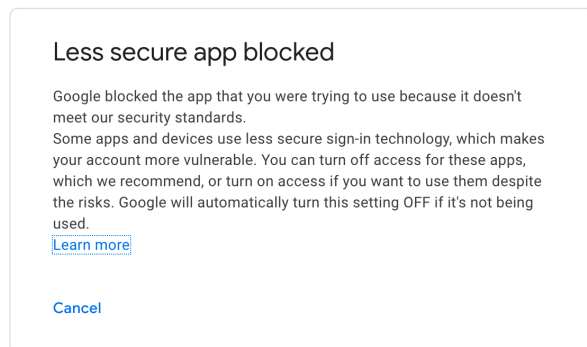 Less secure app blocked
Google blocked the app that you were trying to use because it doesn't
meet our security standards.
Some apps and devices use less secure sign-in technology, which makes
your account more vulnerable. You can turn off access for these apps,
which we recommend, or turn on access if you want to use them despite
the risks. Google will automatically turn this setting OFF if it's not being
used.
Learn more
Cancel